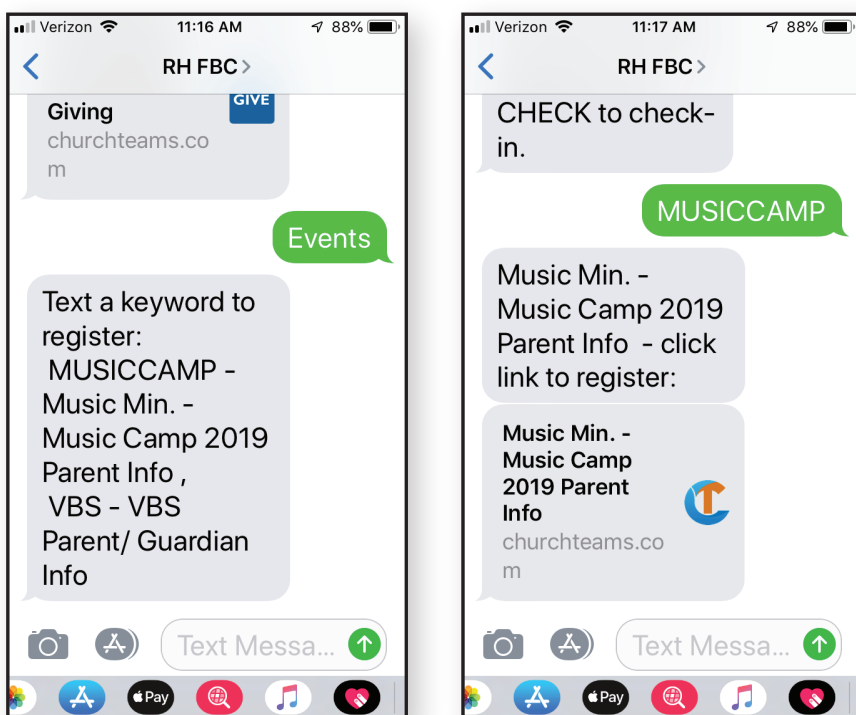 Verizon 11:16 AM 88%
RH FBC >
Giving
GIVE
churchteams.co
m
Events
Text a keyword to
register:
MUSICCAMP -
Music Min. -
Music Camp 2019
Parent Info ,
VBS - VBS
Parent/ Guardian
Info
Text Messa...
Pay
Verizon 11:17 AM 88%
RH FBC >
CHECK to check-
in.
MUSICCAMP
Music Min. -
Music Camp 2019
Parent Info - click
link to register:
Music Min. -
Music Camp
2019 Parent
Info
churchteams.co
m
Text Messa...
Pay